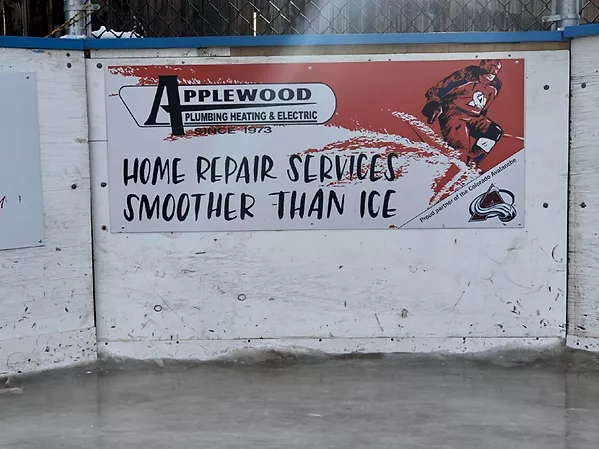 APPLEWOOD
PLUMBING HEATING & ELECTRIC
SINCE 1973
HOME REPAIR SERVICES
SMOOTHER THAN ICE
Proud partner of the Colorado Avalanche